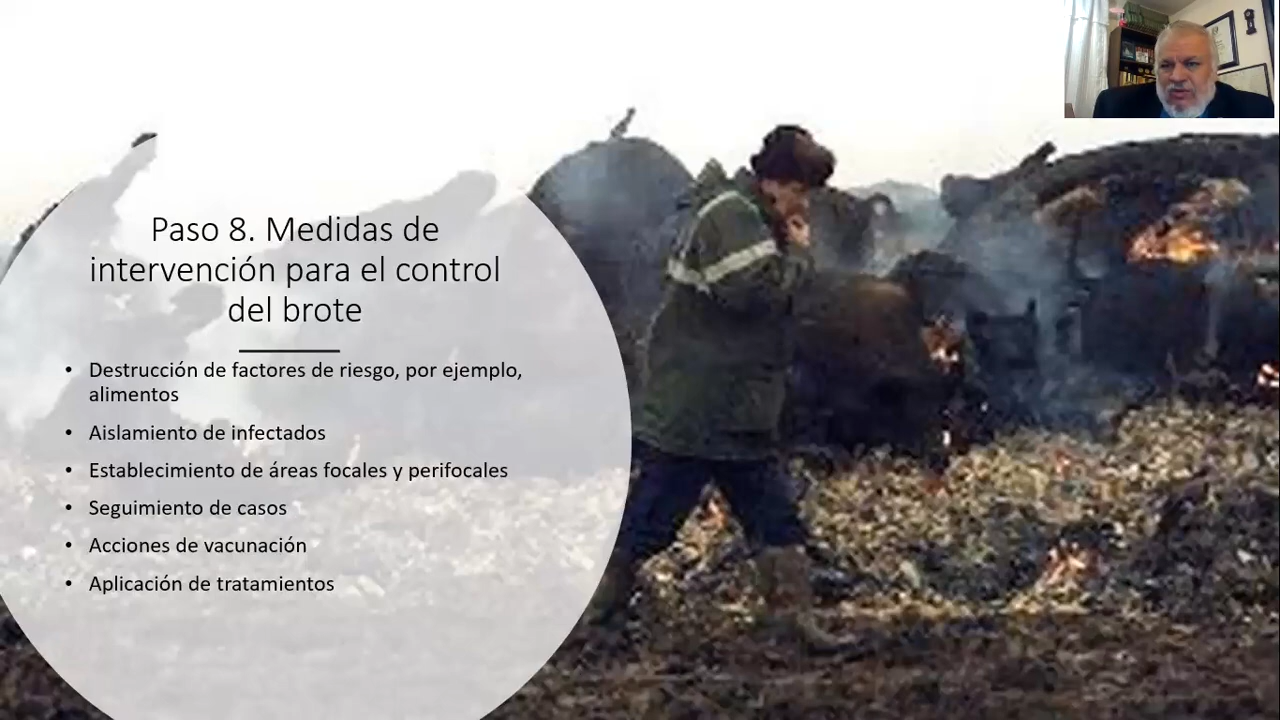 Paso 8. Medidas de
intervención para el control
del brote
• Destrucción de factores de riesgo, por ejemplo,
alimentos
• Aislamiento de infectados
• Establecimiento de áreas focales y perifocales
• Seguimiento de casos
• Acciones de vacunación
• Aplicación de tratamientos